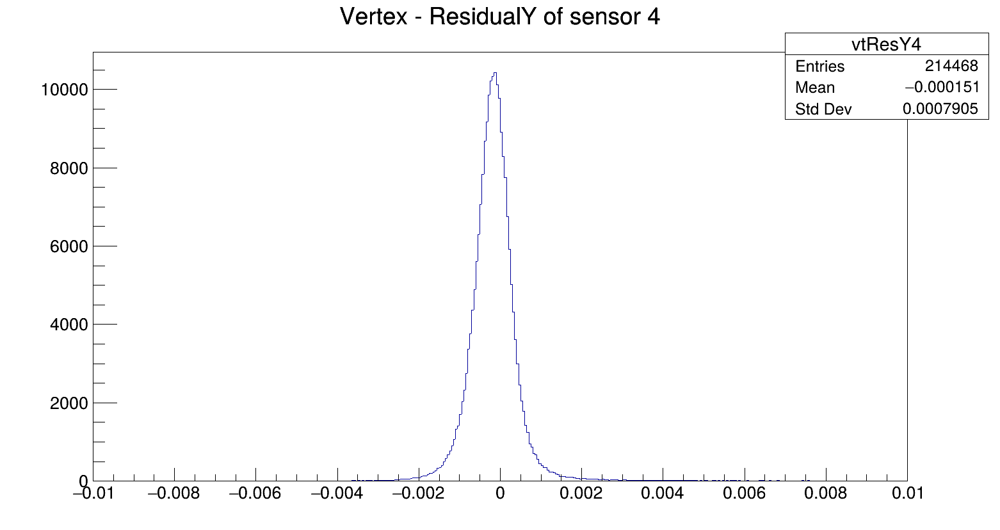 Vertex - ResidualY of sensor 4
vtResY4
Entries 214468
Mean −0.000151
Std Dev 0.0007905
10000
8000
6000
4000
2000
0
−0.01 −0.008 −0.006 −0.004 −0.002 0 0.002 0.004 0.006 0.008 0.01